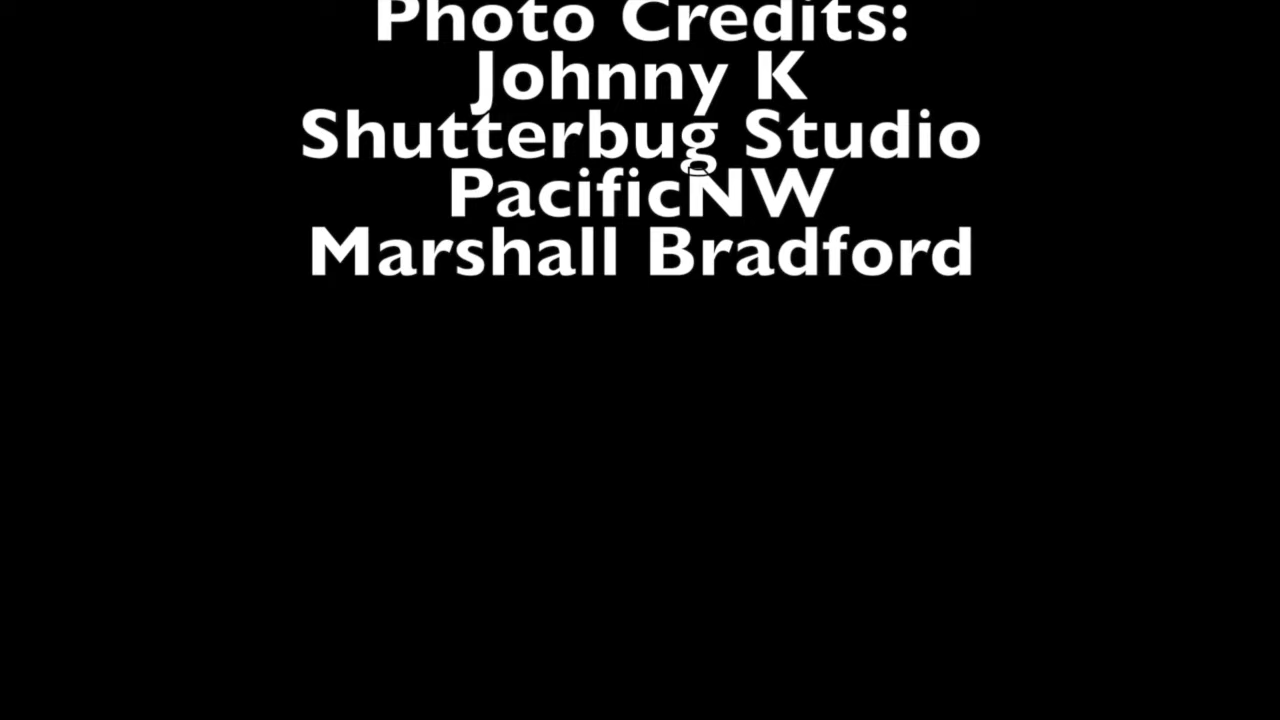 Photo Credits:
Johnny K
Shutterbug Studio
PacificNW
Marshall Bradford